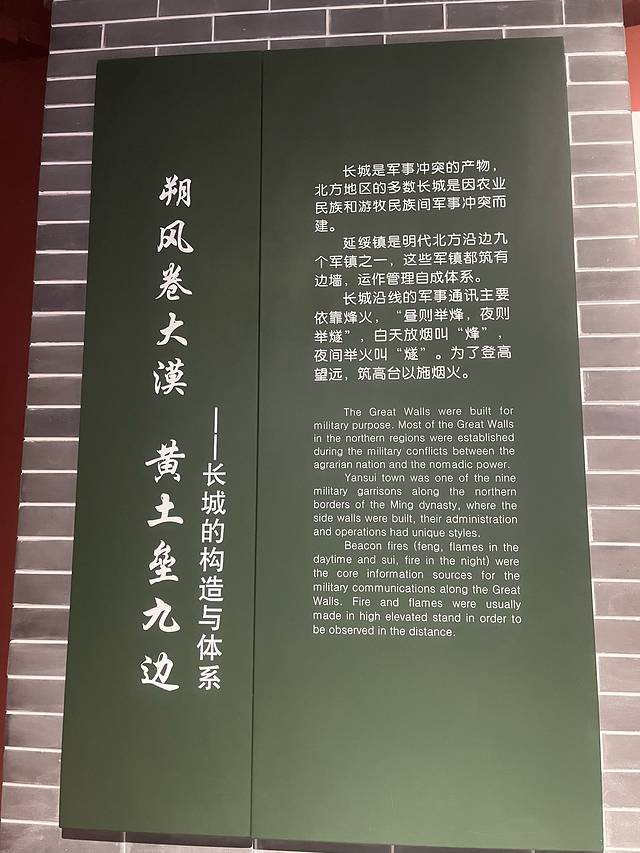 朔风卷大漠 黄土垒九边
——长城的构造与体系
长城是军事冲突的产物，
北方地区的多数长城是因农业
民族和游牧民族间军事冲突而
建。
延绥镇是明代北方沿边九
个军镇之一，这些军镇都筑有
边墙，运作管理自成体系。
长城沿线的军事通讯主要
依靠烽火，“昼则举烽，夜则
举燧”，白天放烟叫“烽”，
夜间举火叫“燧”。为了登高
望远，筑高台以施烟火。
The Great Walls were built for
military purpose. Most of the Great Walls
in the northern regions were established
during the military conflicts between the
agrarian nation and the nomadic power.
Yansui town was one of the nine
military garrisons along the northern
borders of the Ming dynasty, where the
side walls were built, their administration
and operations had unique styles.
Beacon fires (feng, flames in the
daytime and sui, fire in the night) were
the core information sources for the
military communications along the Great
Walls. Fire and flames were usually
made in high elevated stand in order to
be observed in the distance.